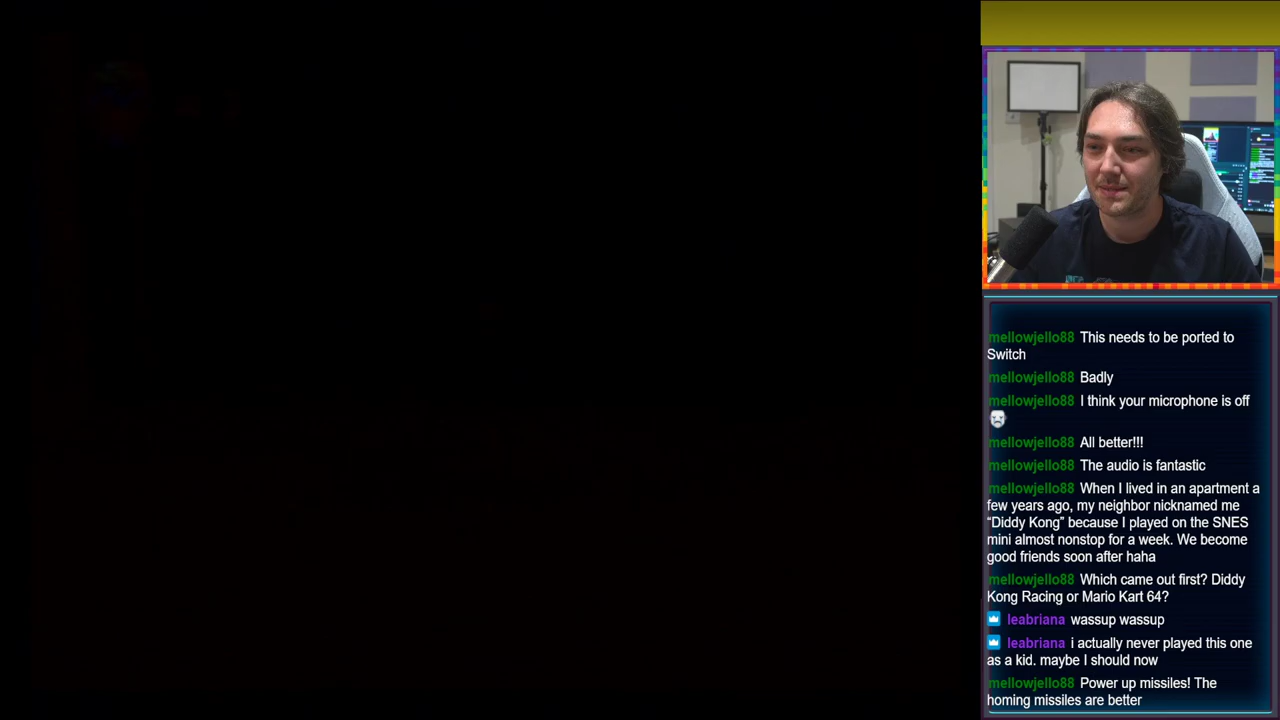 mellowjello88 This needs to be ported to
Switch
mellowjello88 Badly
mellowjello88 I think your microphone is off
mellowjello88 All better!!!
mellowjello88 The audio is fantastic
mellowjello88 When I lived in an apartment a
few years ago, my neighbor nicknamed me
“Diddy Kong” because I played on the SNES
mini almost nonstop for a week. We become
good friends soon after haha
mellowjello88 Which came out first? Diddy
Kong Racing or Mario Kart 64?
leabriana wassup wassup
leabriana i actually never played this one
as a kid. maybe I should now
mellowjello88 Power up missiles! The
homing missiles are better